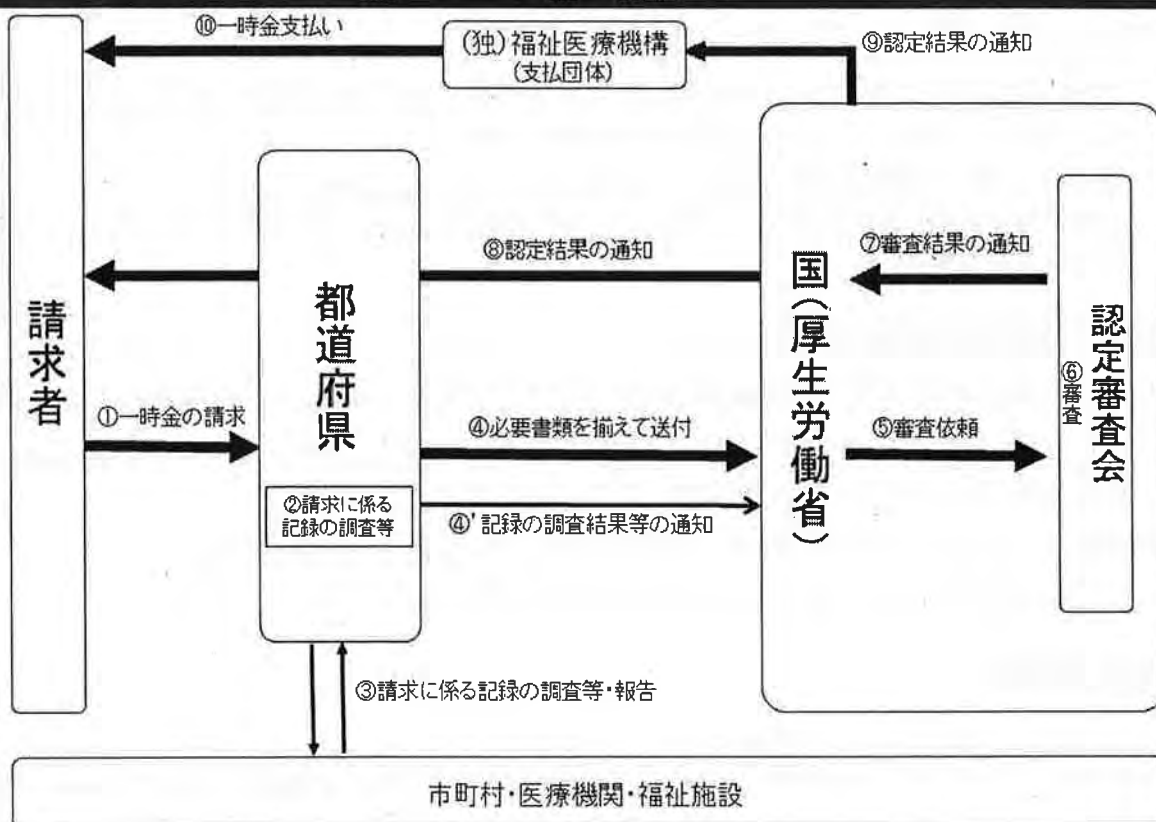 ⑩一時金支払い
(独)福祉医療機構
(支払団体)
⑨認定結果の通知
請求者
都道府県
国(厚生労働省)
認定審査会
⑥審査
⑧認定結果の通知
⑦審査結果の通知
①一時金の請求
④必要書類を揃えて送付
⑤審査依頼
②請求に係る
記録の調査等
④'記録の調査結果等の通知
③請求に係る記録の調査等・報告
市町村・医療機関・福祉施設